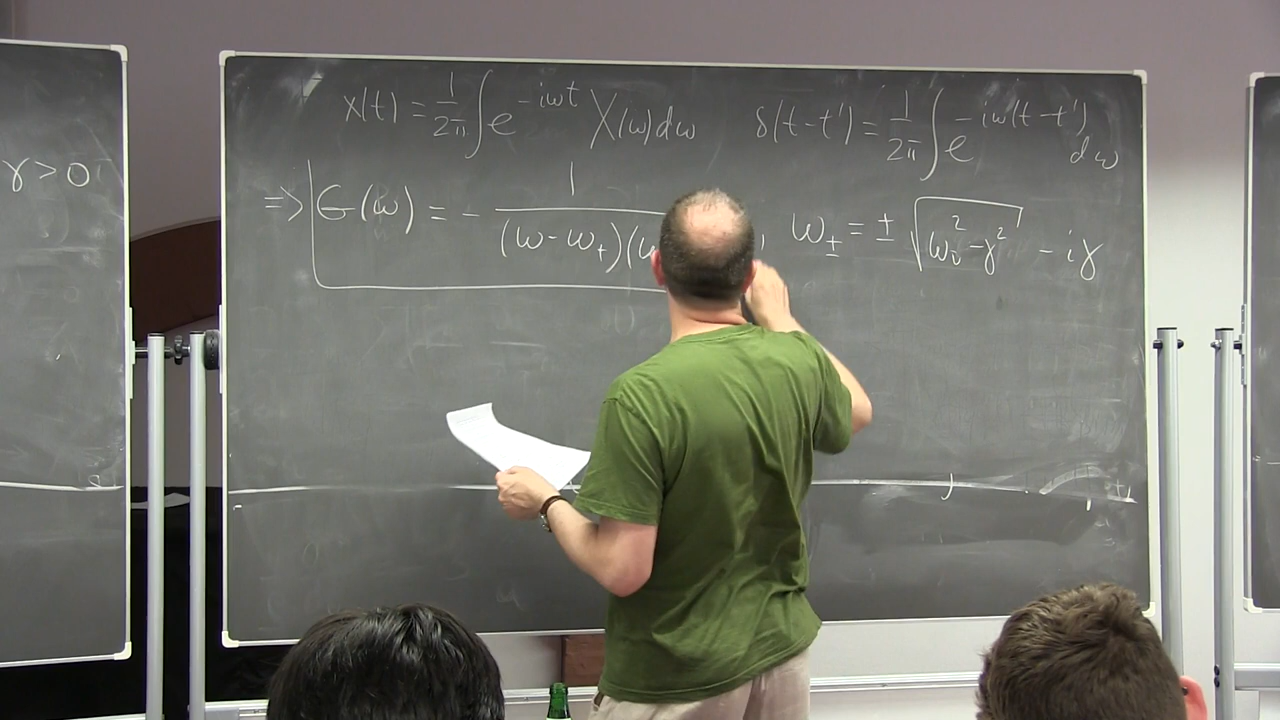 γ > 0
x(t) = 1/2π ∫ e^{-iωt} X(ω) dω   δ(t-t') = 1/2π ∫ e^{-iω(t-t')} dω
=> G(ω) = - 1/(ω-ω₊)(ω , ω± = ± √(ω₀² - γ²) - iγ